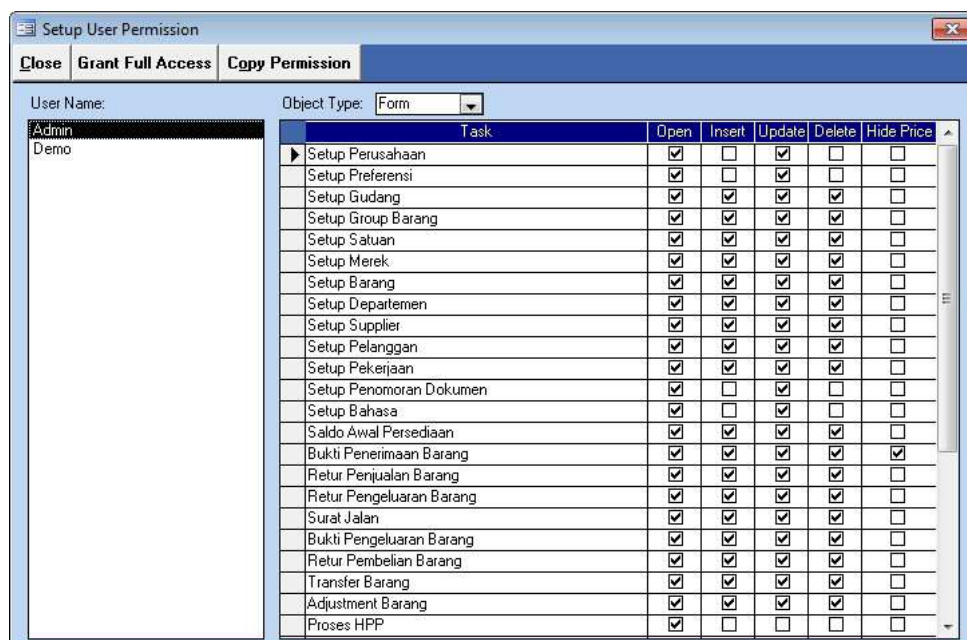 Setup User Permission
Close Grant Full Access Copy Permission
User Name: Object Type: Form
Admin
Demo
Task Open Insert Update Delete Hide Price
Setup Perusahaan
Setup Preferensi
Setup Gudang
Setup Group Barang
Setup Satuan
Setup Merek
Setup Barang
Setup Departemen
Setup Supplier
Setup Pelanggan
Setup Pekerjaan
Setup Penomoran Dokumen
Setup Bahasa
Saldo Awal Persediaan
Bukti Penerimaan Barang
Retur Penjualan Barang
Retur Pengeluaran Barang
Surat Jalan
Bukti Pengeluaran Barang
Retur Pembelian Barang
Transfer Barang
Adjustment Barang
Proses HPP